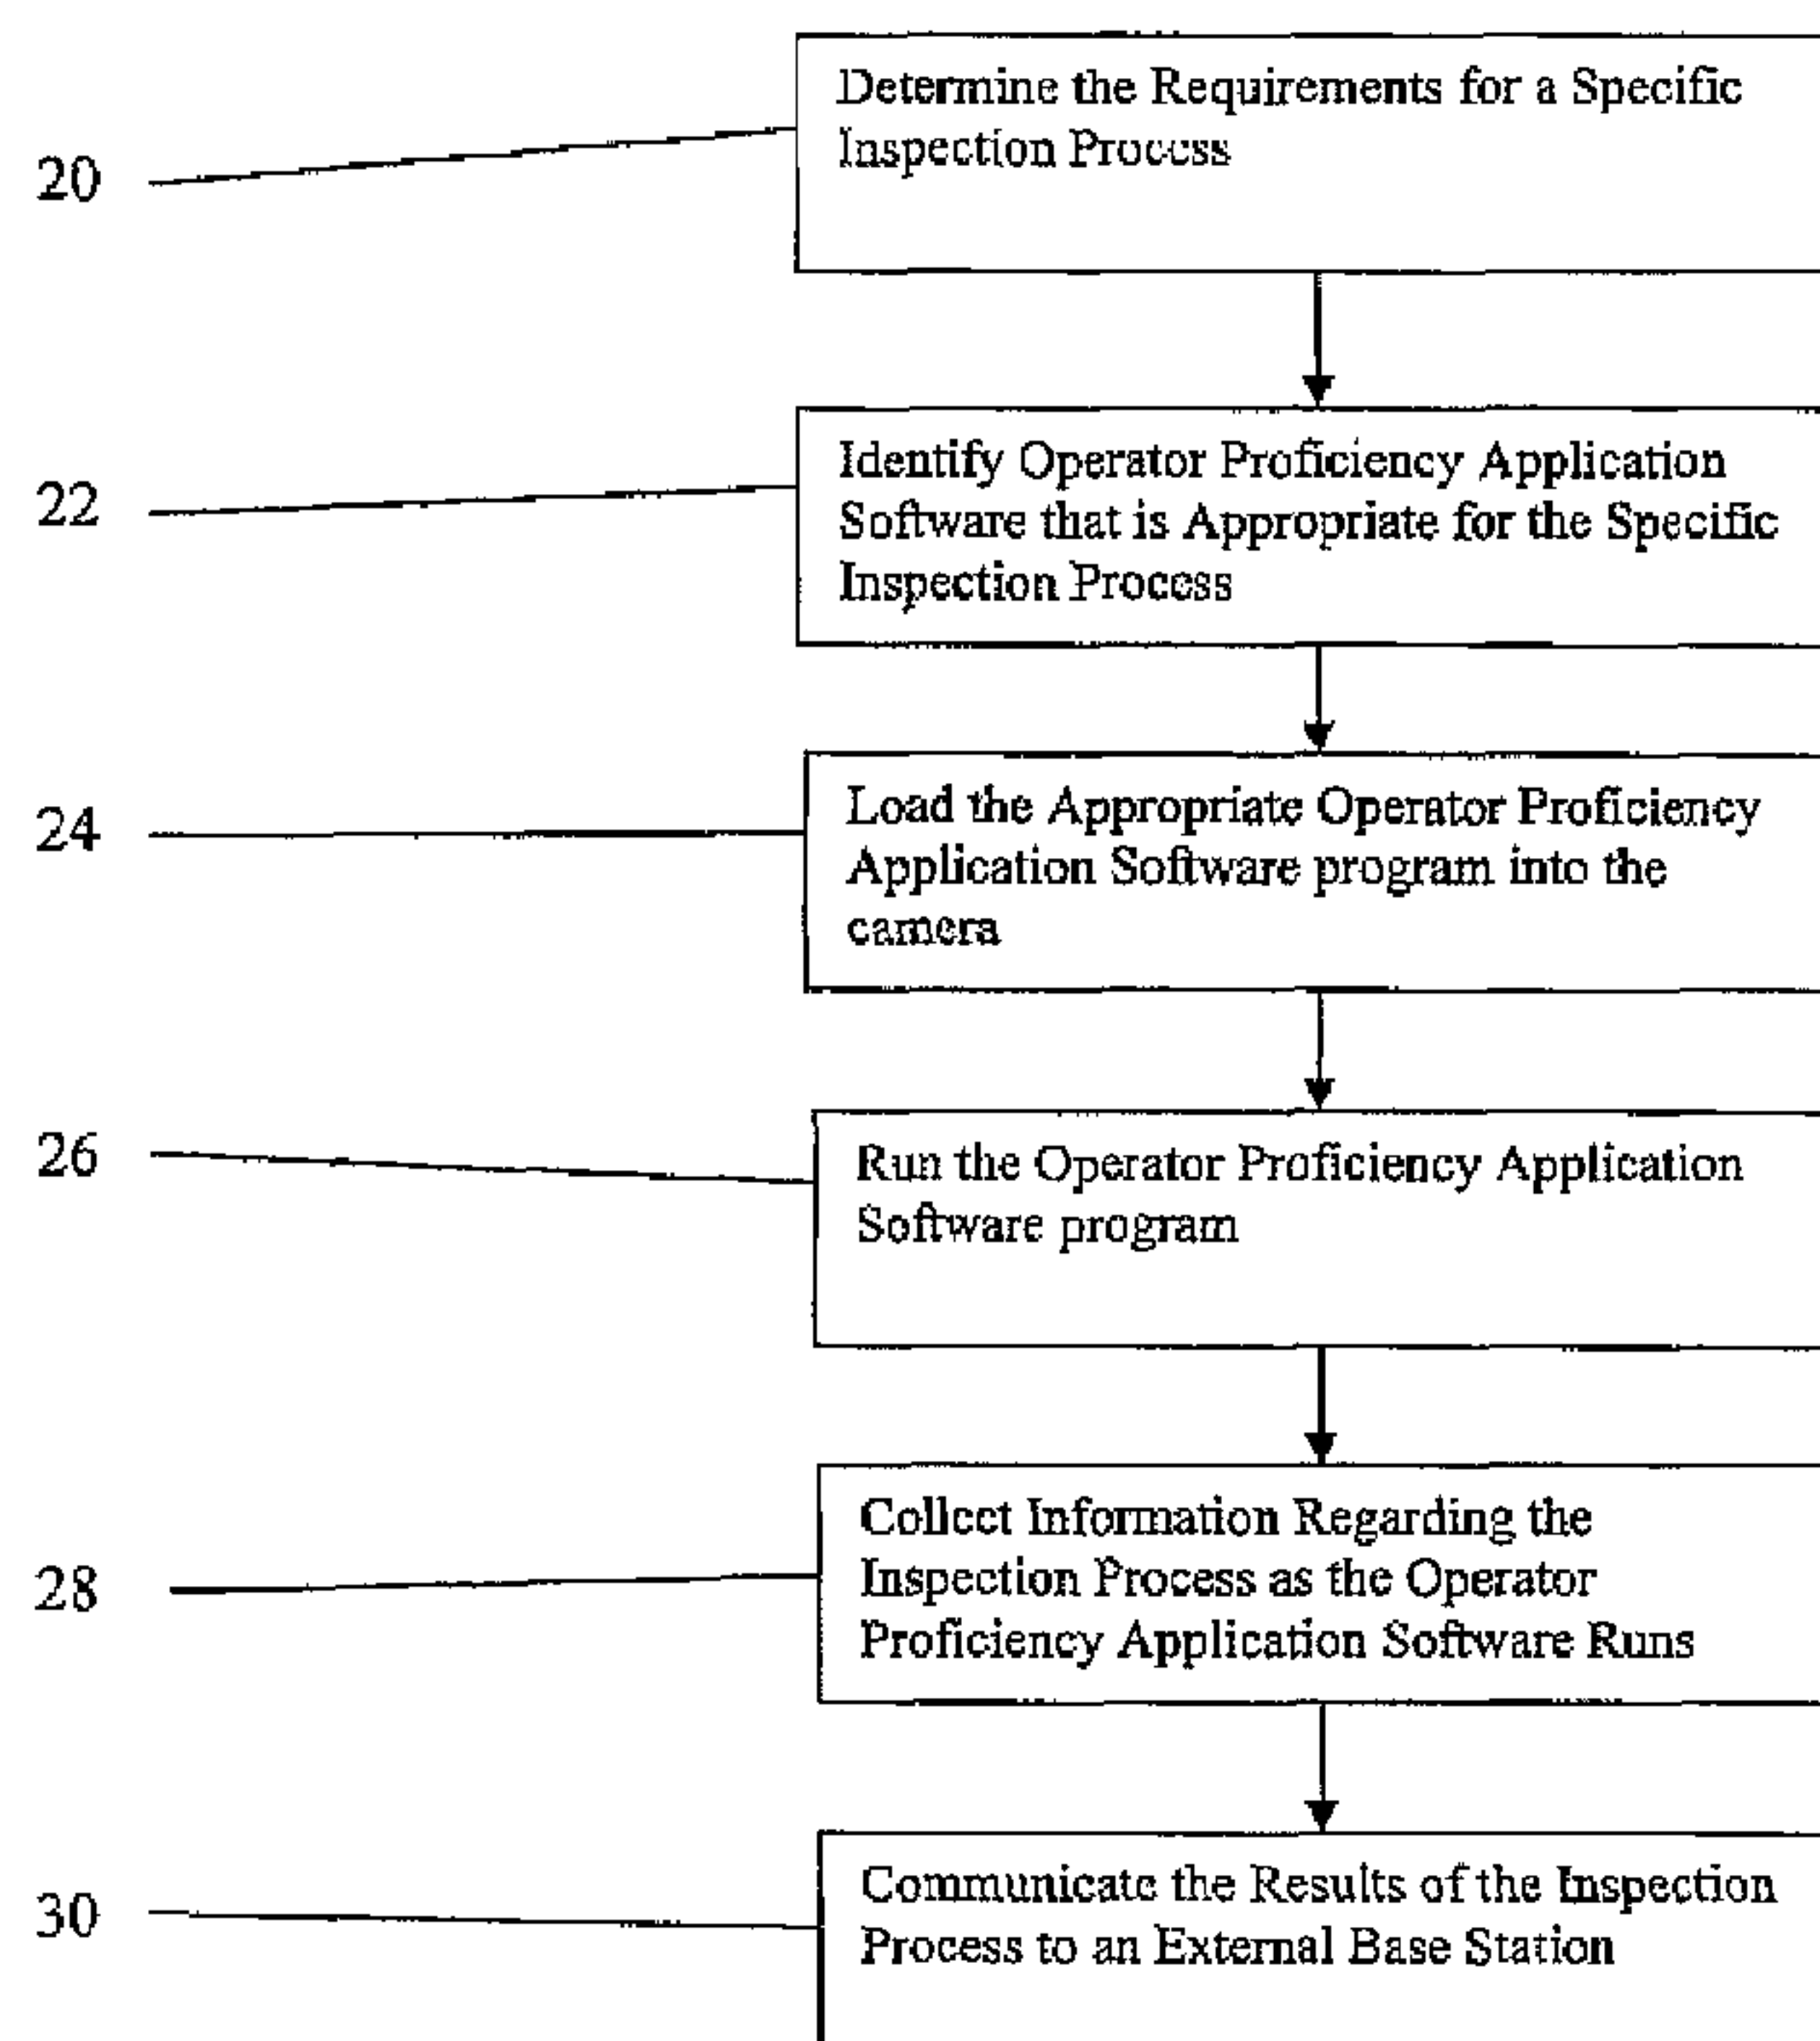 20
Determine the Requirements for a Specific
Inspection Process
22
Identify Operator Proficiency Application
Software that is Appropriate for the Specific
Inspection Process
24
Load the Appropriate Operator Proficiency
Application Software program into the
camera
26
Run the Operator Proficiency Application
Software program
28
Collect Information Regarding the
Inspection Process as the Operator
Proficiency Application Software Runs
30
Communicate the Results of the Inspection
Process to an External Base Station